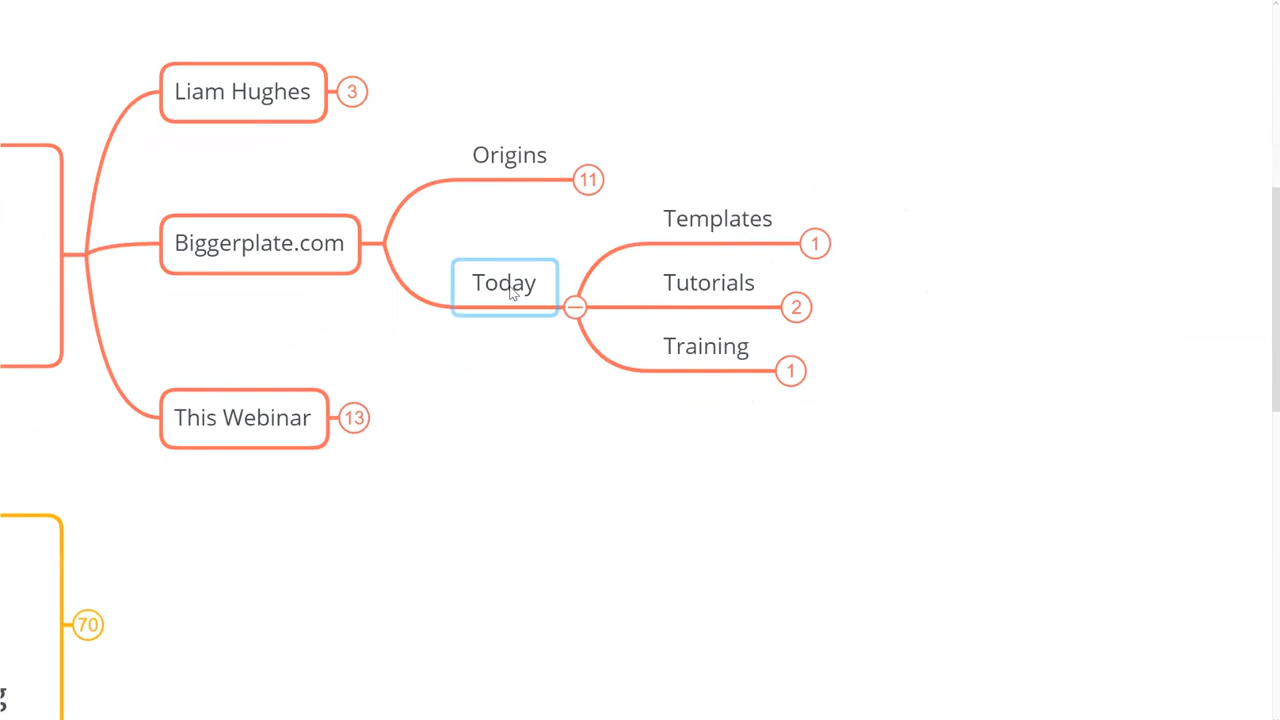 Liam Hughes 3
Origins
11
Templates
1
Biggerplate.com
Today
Tutorials
2
Training
1
This Webinar 13
70
g